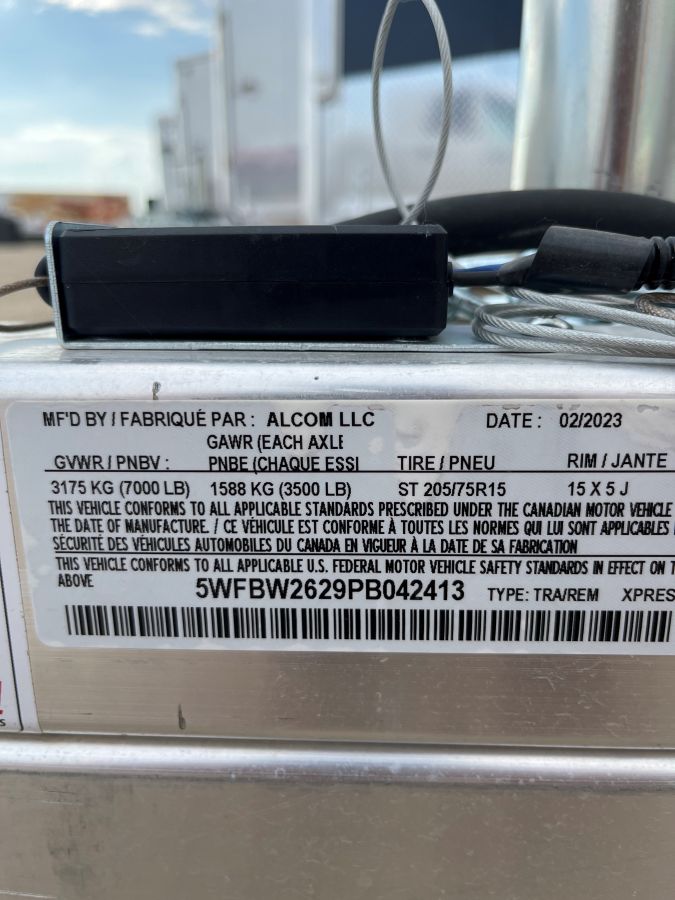 MF'D BY / FABRIQUÉ PAR : ALCOM LLC DATE : 02/2023
GAWR (EACH AXLE
GVWR / PNBV : PNBE (CHAQUE ESSI TIRE / PNEU RIM / JANTE
3175 KG (7000 LB) 1588 KG (3500 LB) ST 205/75R15 15 X 5 J
THIS VEHICLE CONFORMS TO ALL APPLICABLE STANDARDS PRESCRIBED UNDER THE CANADIAN MOTOR VEHICLE
THE DATE OF MANUFACTURE. / CE VÉHICULE EST CONFORME À TOUTES LES NORMES QUI LUI SONT APPLICABLES
SÉCURITÉ DES VÉHICULES AUTOMOBILES DU CANADA EN VIGUEUR À LA DATE DE SA FABRICATION
THIS VEHICLE CONFORMS TO ALL APPLICABLE U.S. FEDERAL MOTOR VEHICLE SAFETY STANDARDS IN EFFECT ON T
ABOVE 5WFBW2629PB042413 TYPE: TRA/REM XPRES